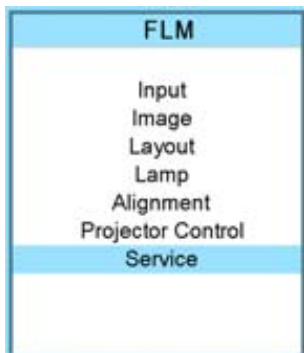 FLM
Input
Image
Layout
Lamp
Alignment
Projector Control
Service